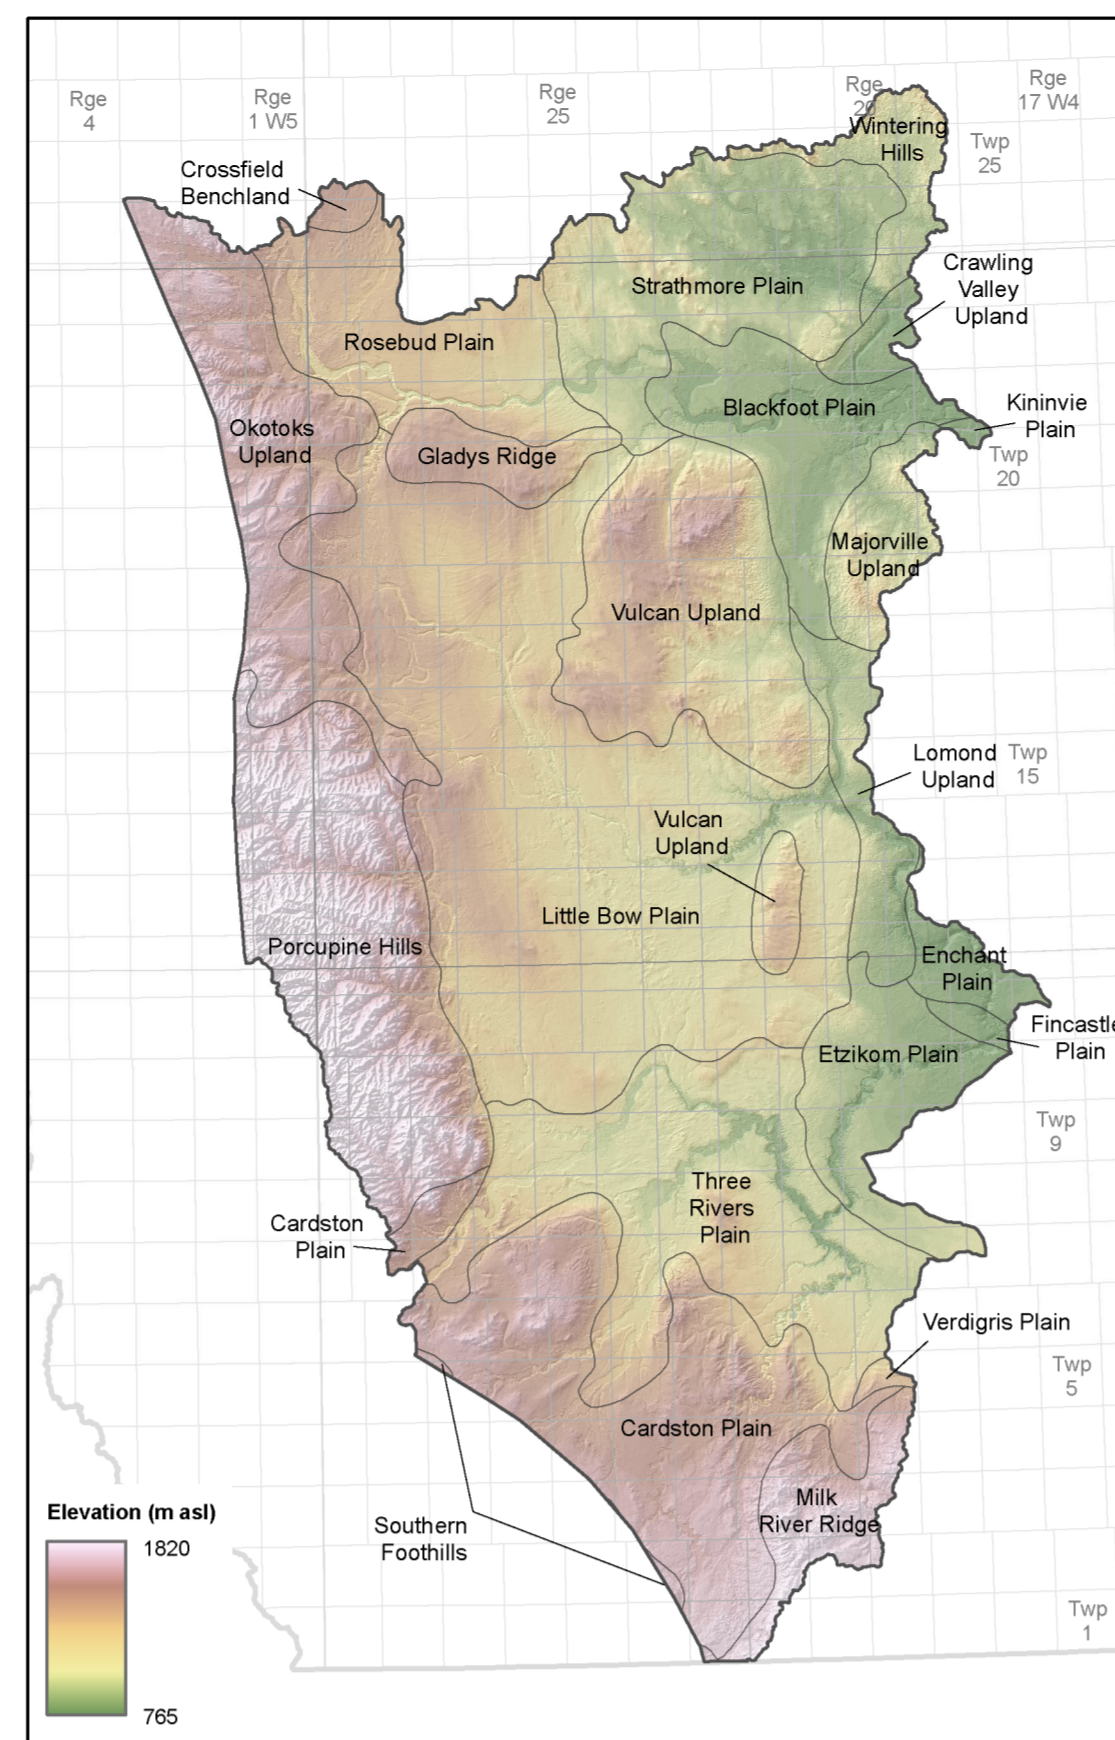 Rge
4
Rge
1 W5
Rge
25
Rge
20
Rge
17 W4
Wintering
Hills
Twp
25
Crossfield
Benchland
Crawling
Valley
Upland
Strathmore Plain
Rosebud Plain
Blackfoot Plain
Kininvie
Plain
Okotoks
Upland
Gladys Ridge
Twp
20
Majorville
Upland
Vulcan Upland
Lomond
Upland
Twp
15
Vulcan
Upland
Little Bow Plain
Porcupine Hills
Enchant
Plain
Fincastle
Plain
Etzikom Plain
Twp
9
Three
Rivers
Plain
Cardston
Plain
Verdigris Plain
Twp
5
Cardston Plain
Milk
River Ridge
Southern
Foothills
Elevation (m asl)
1820
765
Twp
1